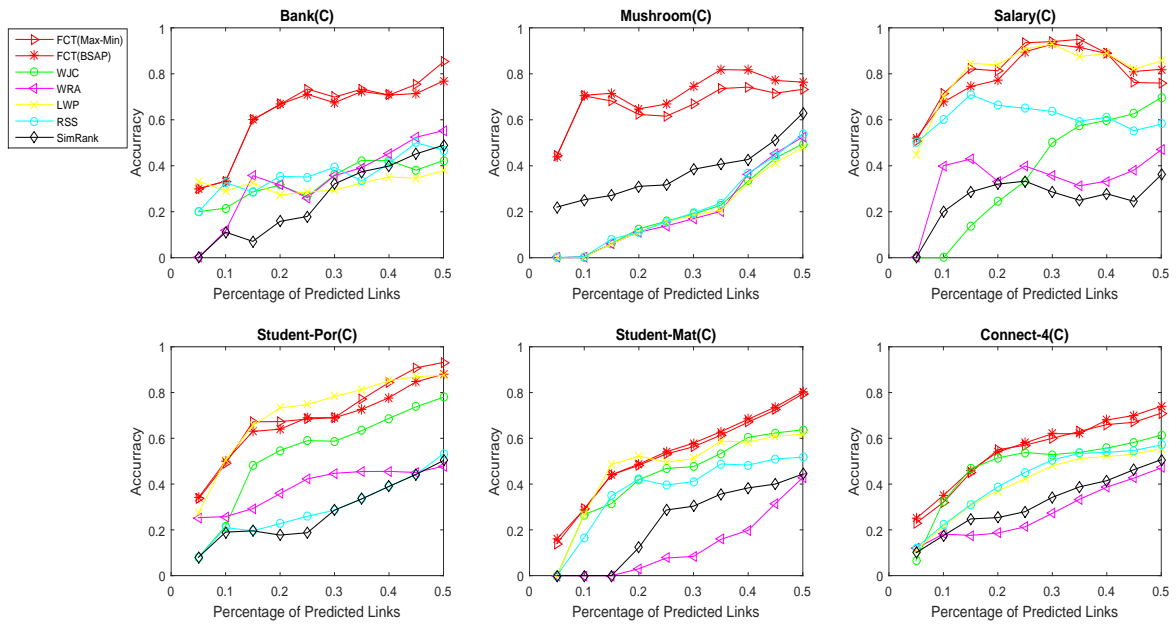 Bank(C)
Mushroom(C)
Salary(C)
FCT(Max-Min)
FCT(BSAP)
WJC
WRA
LWP
RSS
SimRank
Accurracy
1
0.8
0.6
0.4
0.2
0
0 0.1 0.2 0.3 0.4 0.5
Percentage of Predicted Links
Accurracy
1
0.8
0.6
0.4
0.2
0
0 0.1 0.2 0.3 0.4 0.5
Percentage of Predicted Links
Accurracy
1
0.8
0.6
0.4
0.2
0
0 0.1 0.2 0.3 0.4 0.5
Percentage of Predicted Links
Student-Por(C)
Accurracy
1
0.8
0.6
0.4
0.2
0
0 0.1 0.2 0.3 0.4 0.5
Percentage of Predicted Links
Student-Mat(C)
Accurracy
1
0.8
0.6
0.4
0.2
0
0 0.1 0.2 0.3 0.4 0.5
Percentage of Predicted Links
Connect-4(C)
Accurracy
1
0.8
0.6
0.4
0.2
0
0 0.1 0.2 0.3 0.4 0.5
Percentage of Predicted Links